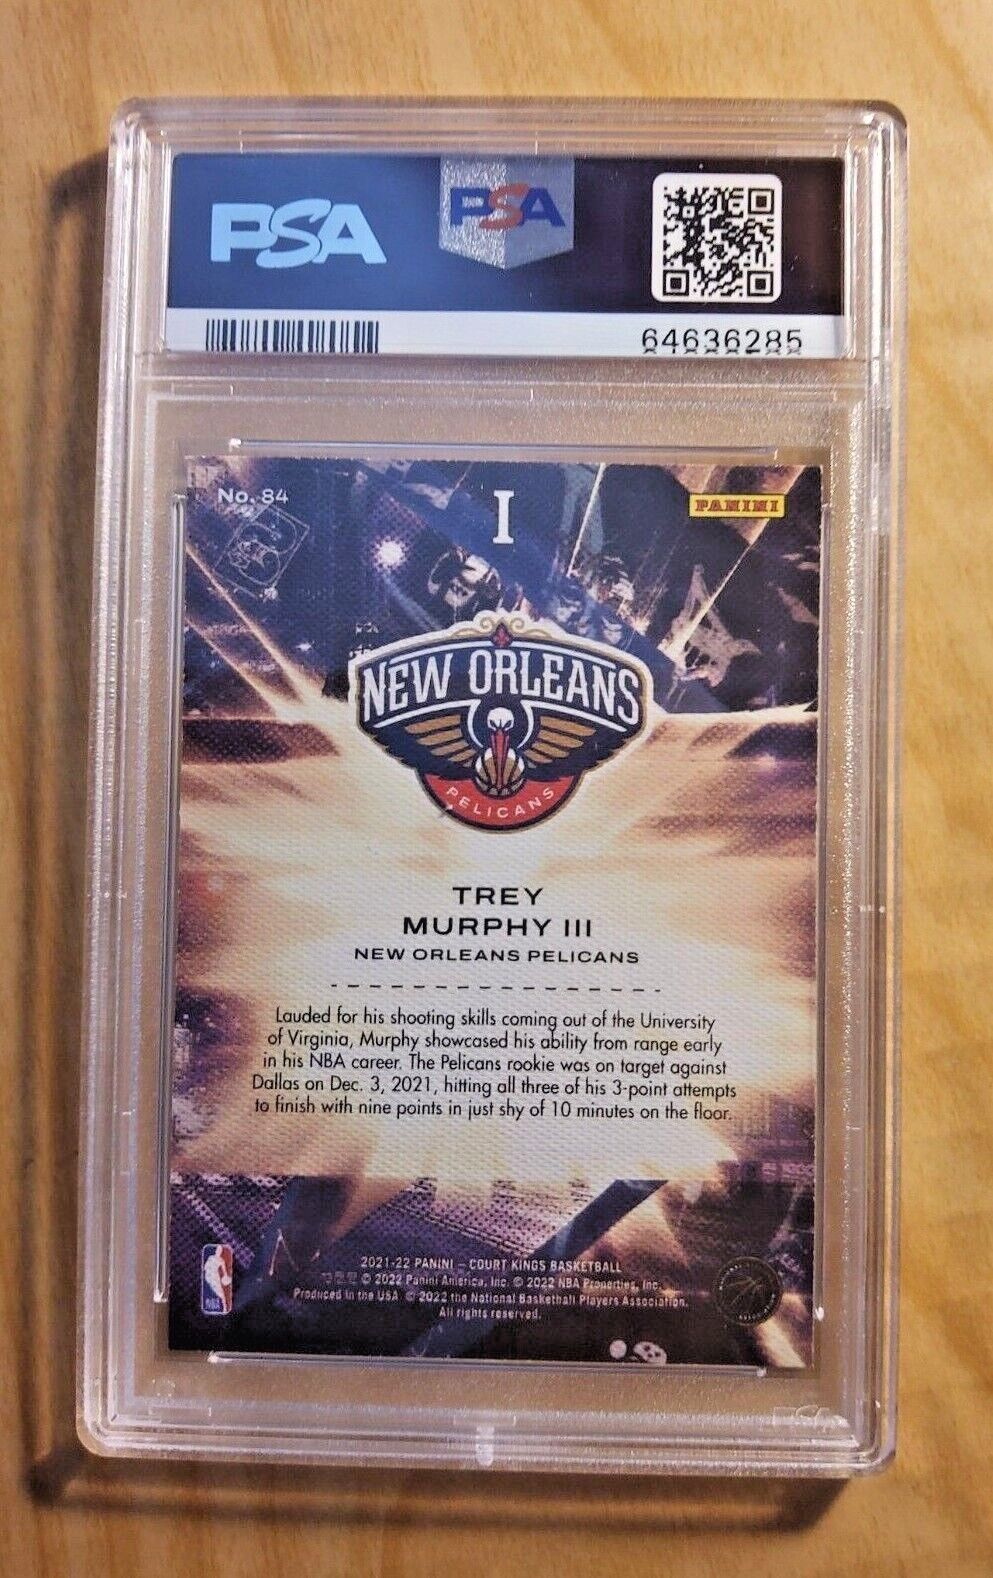 PSA
PSA
64636285
No. 84
I
PANINI
NEW ORLEANS
PELICANS
TREY
MURPHY III
NEW ORLEANS PELICANS
Lauded for his shooting skills coming out of the University
of Virginia, Murphy showcased his ability from range early
in his NBA career. The Pelicans rookie was on target against
Dallas on Dec. 3, 2021, hitting all three of his 3-point attempts
to finish with nine points in just shy of 10 minutes on the floor.
2021-22 PANINI – COURT KINGS BASKETBALL
© 2022 Panini America, Inc. © 2022 NBA Properties, Inc.
Produced in the USA © 2022 the National Basketball Players Association.
All rights reserved.
NBA
PSA